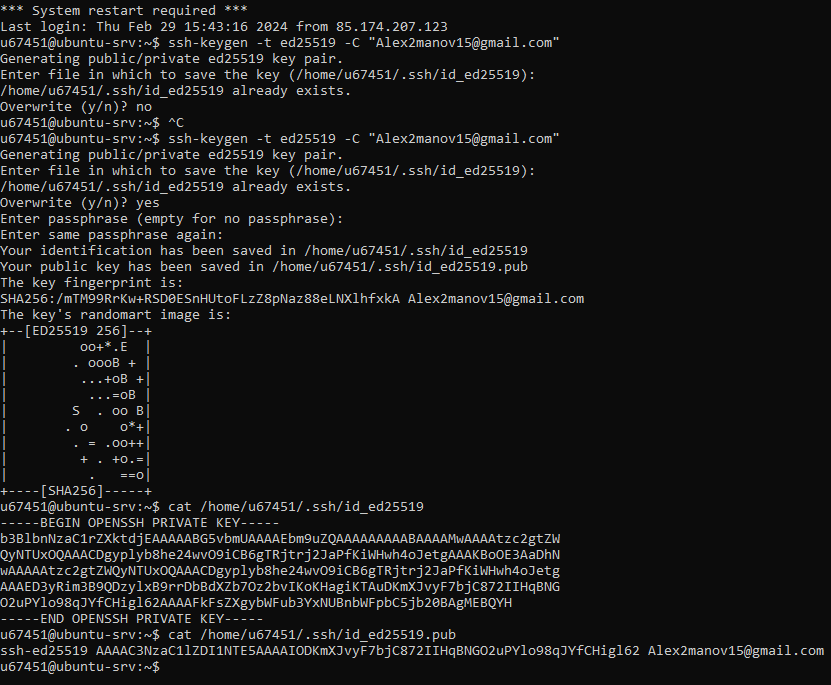 *** System restart required ***
Last login: Thu Feb 29 15:43:16 2024 from 85.174.207.123
u67451@ubuntu-srv:~$ ssh-keygen -t ed25519 -C "Alex2manov15@gmail.com"
Generating public/private ed25519 key pair.
Enter file in which to save the key (/home/u67451/.ssh/id_ed25519):
/home/u67451/.ssh/id_ed25519 already exists.
Overwrite (y/n)? no
u67451@ubuntu-srv:~$ ^C
u67451@ubuntu-srv:~$ ssh-keygen -t ed25519 -C "Alex2manov15@gmail.com"
Generating public/private ed25519 key pair.
Enter file in which to save the key (/home/u67451/.ssh/id_ed25519):
/home/u67451/.ssh/id_ed25519 already exists.
Overwrite (y/n)? yes
Enter passphrase (empty for no passphrase):
Enter same passphrase again:
Your identification has been saved in /home/u67451/.ssh/id_ed25519
Your public key has been saved in /home/u67451/.ssh/id_ed25519.pub
The key fingerprint is:
SHA256:/mTM99RrKw+RSD0ESnHUtoFLzZ8pNaz88eLNXlhfxkA Alex2manov15@gmail.com
The key's randomart image is:
+--[ED25519 256]--+
|         oo+*.E  |
|        . oooB + |
|         ...+oB +|
|          ...=oB |
|        S  . oo B|
|       . o    o*+|
|        . = .oo++|
|         + . +o.=|
|          .   ==o|
+----[SHA256]-----+
u67451@ubuntu-srv:~$ cat /home/u67451/.ssh/id_ed25519
-----BEGIN OPENSSH PRIVATE KEY-----
b3BlbnNzaC1rZXktdjEAAAAABG5vbmUAAAAEbm9uZQAAAAAAAAABAAAAMwAAAAtzc2gtZW
QyNTUxOQAAACDgyplyb8he24wvO9iCB6gTRjtrj2JaPfKiWHwh4oJetgAAAKBoOE3AaDhN
wAAAAAtzc2gtZWQyNTUxOQAAACDgyplyb8he24wvO9iCB6gTRjtrj2JaPfKiWHwh4oJetg
AAAED3yRim3B9QDzylxB9rrDbBdXZb7Oz2bvIKoKHagiKTAuDKmXJvyF7bjC872IIHqBNG
O2uPYlo98qJYfCHigl62AAAAFkFsZXgybWFub3YxNUBnbWFpbC5jb20BAgMEBQYH
-----END OPENSSH PRIVATE KEY-----
u67451@ubuntu-srv:~$ cat /home/u67451/.ssh/id_ed25519.pub
ssh-ed25519 AAAAC3NzaC1lZDI1NTE5AAAAIODKmXJvyF7bjC872IIHqBNGO2uPYlo98qJYfCHigl62 Alex2manov15@gmail.com
u67451@ubuntu-srv:~$